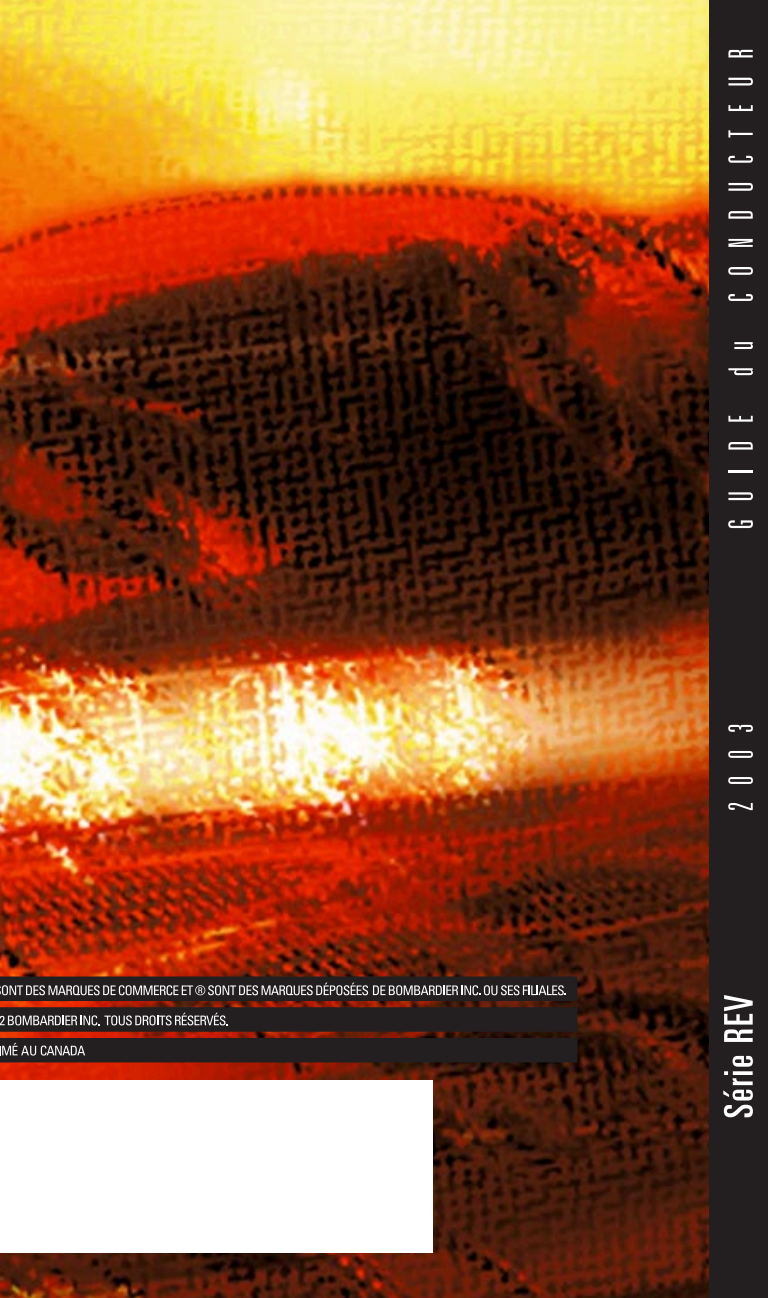 SONT DES MARQUES DE COMMERCE ET ® SONT DES MARQUES DÉPOSÉES DE BOMBARDIER INC. OU SES FILIALES.
2 BOMBARDIER INC. TOUS DROITS RÉSERVÉS.
IMÉ AU CANADA
Série REV 2003 GUIDE du CONDUCTEUR